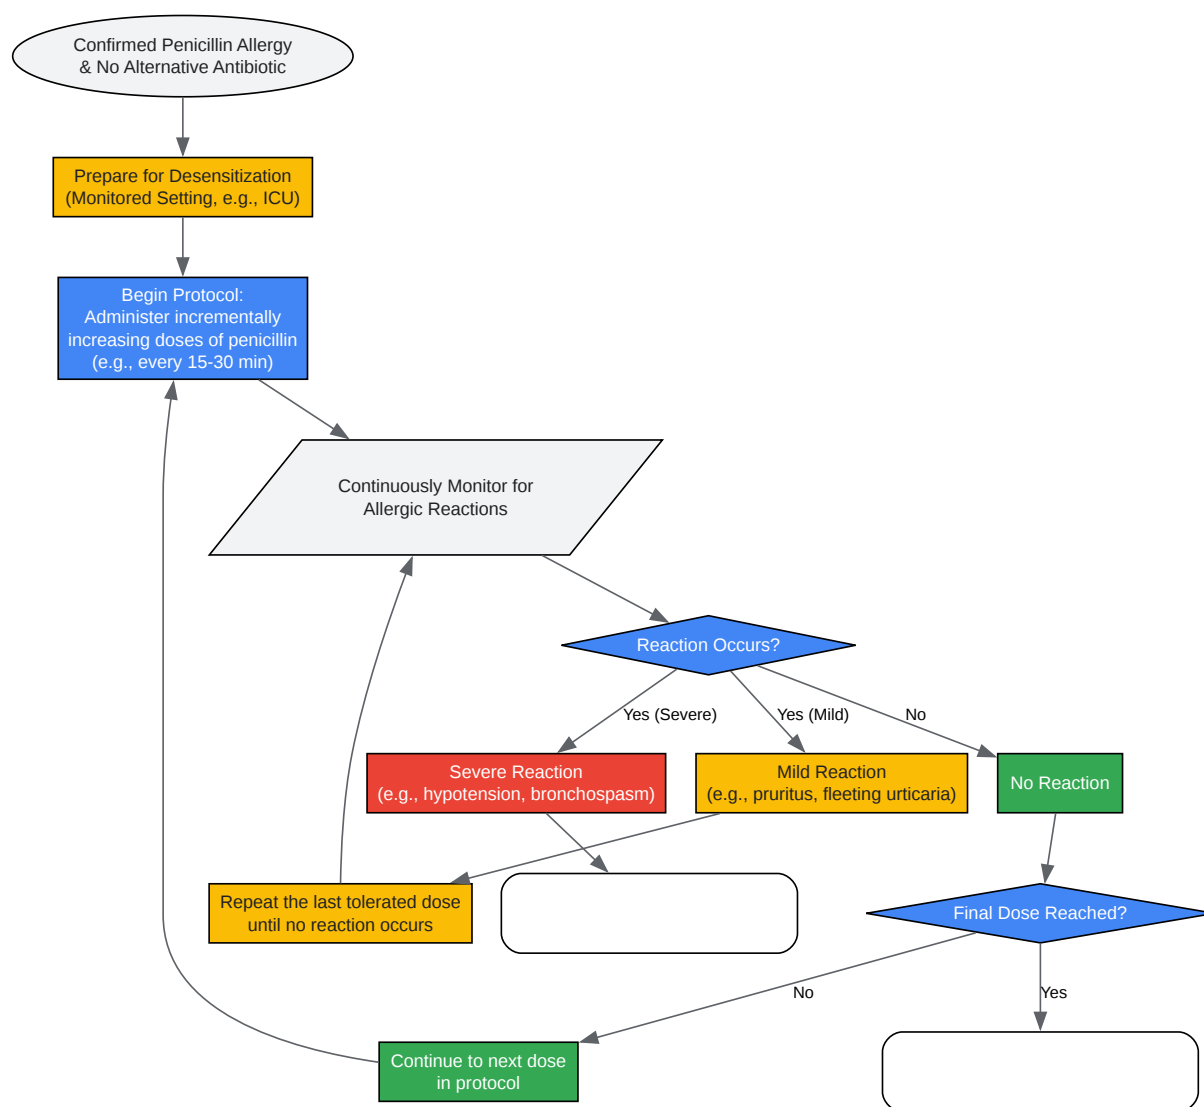 Confirmed Penicillin Allergy
& No Alternative Antibiotic
Prepare for Desensitization
(Monitored Setting, e.g., ICU)
Begin Protocol:
Administer incrementally
increasing doses of penicillin
(e.g., every 15-30 min)
Continuously Monitor for
Allergic Reactions
Reaction Occurs?
Yes (Severe)
Yes (Mild)
No
Severe Reaction
(e.g., hypotension, bronchospasm)
Mild Reaction
(e.g., pruritus, fleeting urticaria)
No Reaction
Repeat the last tolerated dose
until no reaction occurs
Final Dose Reached?
No
Yes
Continue to next dose
in protocol